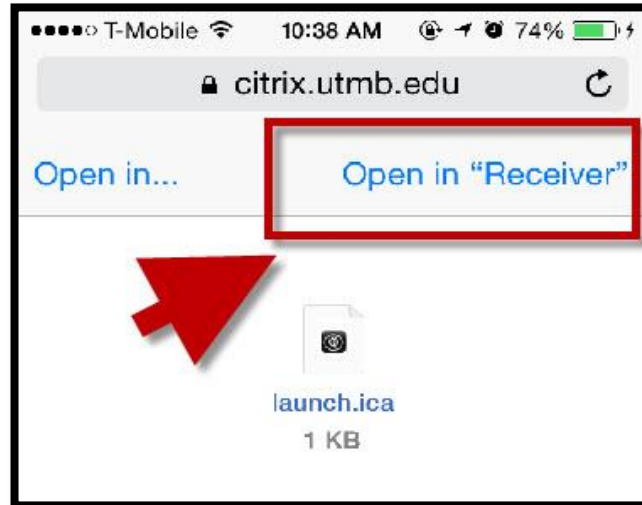 T-Mobile 10:38 AM 74%
citrix.utmb.edu
Open in... Open in “Receiver”
launch.ica
1 KB